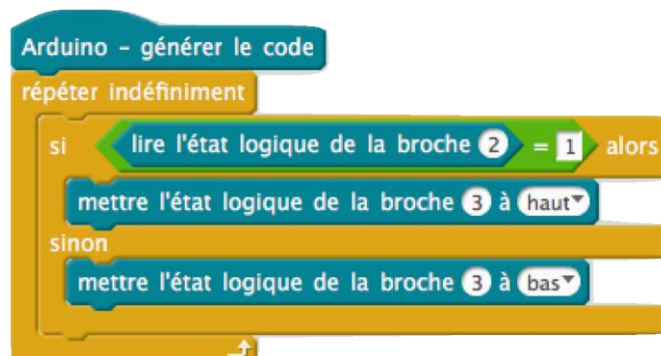 Arduino - générer le code
répéter indéfiniment
si lire l'état logique de la broche 2 = 1 alors
mettre l'état logique de la broche 3 à haut
sinon
mettre l'état logique de la broche 3 à bas